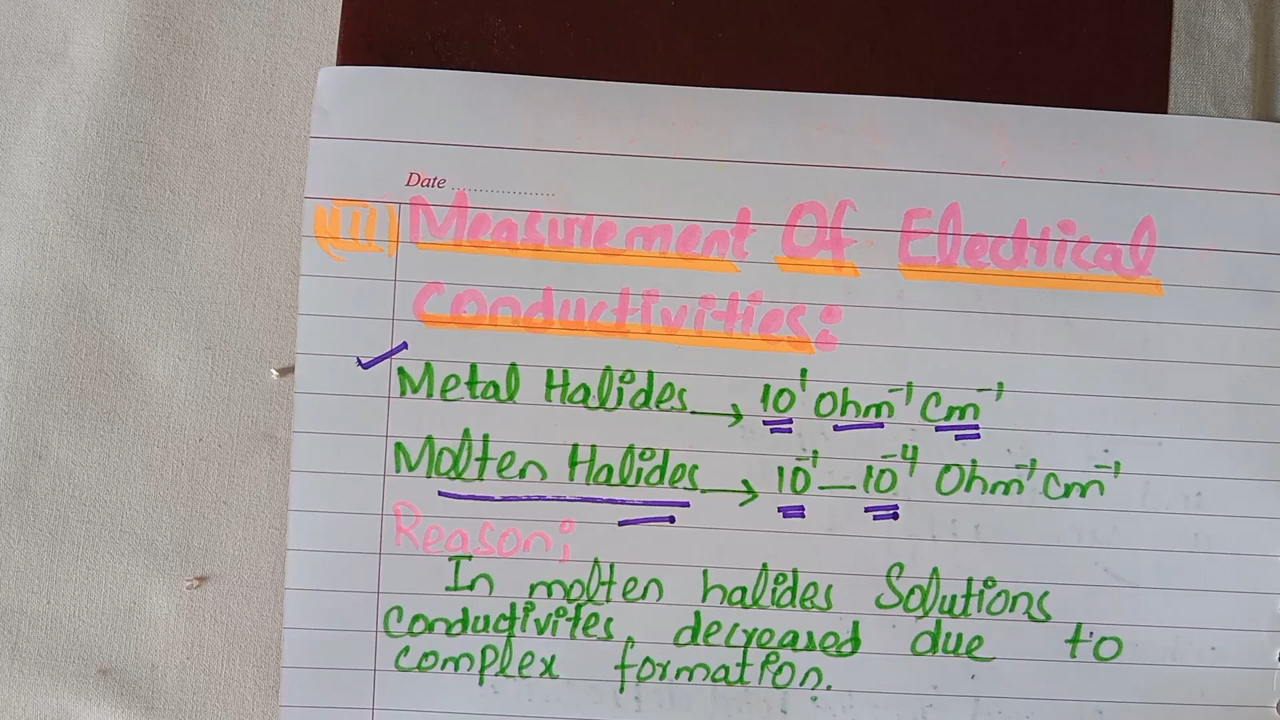 Date ..................
(III) Measurement Of Electrical
Conductivities:
Metal Halides → 10¹ Ohm⁻¹ Cm⁻¹
Molten Halides → 10⁻¹ — 10⁻⁴ Ohm⁻¹ cm⁻¹
Reason;
In molten halides Solutions
conductivites, decreased due to
complex formation.